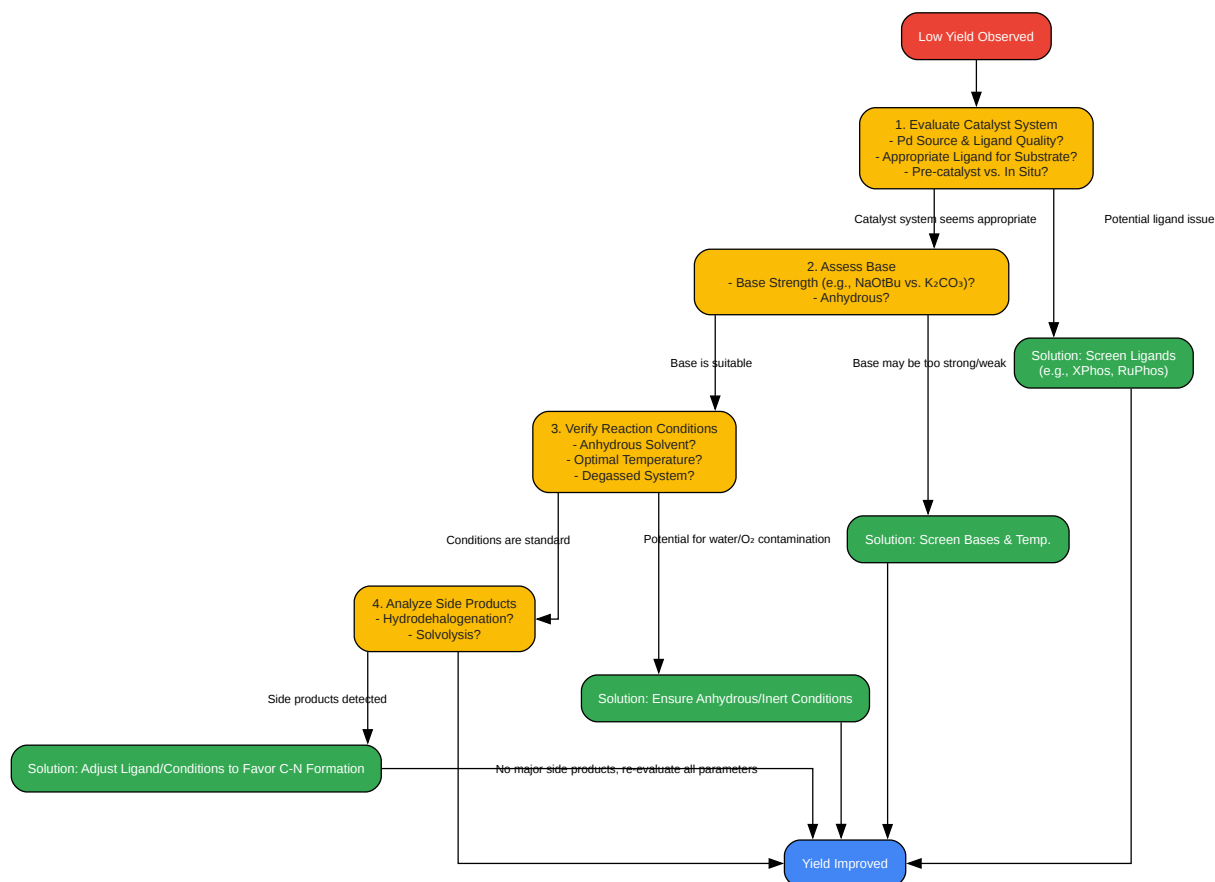 Low Yield Observed
1. Evaluate Catalyst System
- Pd Source & Ligand Quality?
- Appropriate Ligand for Substrate?
- Pre-catalyst vs. In Situ?
Catalyst system seems appropriate
Potential ligand issue
2. Assess Base
- Base Strength (e.g., NaOtBu vs. K₂CO₃)?
- Anhydrous?
Base is suitable
Base may be too strong/weak
Solution: Screen Ligands
(e.g., XPhos, RuPhos)
3. Verify Reaction Conditions
- Anhydrous Solvent?
- Optimal Temperature?
- Degassed System?
Conditions are standard
Potential for water/O₂ contamination
Solution: Screen Bases & Temp.
4. Analyze Side Products
- Hydrodehalogenation?
- Solvolysis?
Side products detected
Solution: Ensure Anhydrous/Inert Conditions
Solution: Adjust Ligand/Conditions to Favor C-N Formation
No major side products, re-evaluate all parameters
Yield Improved